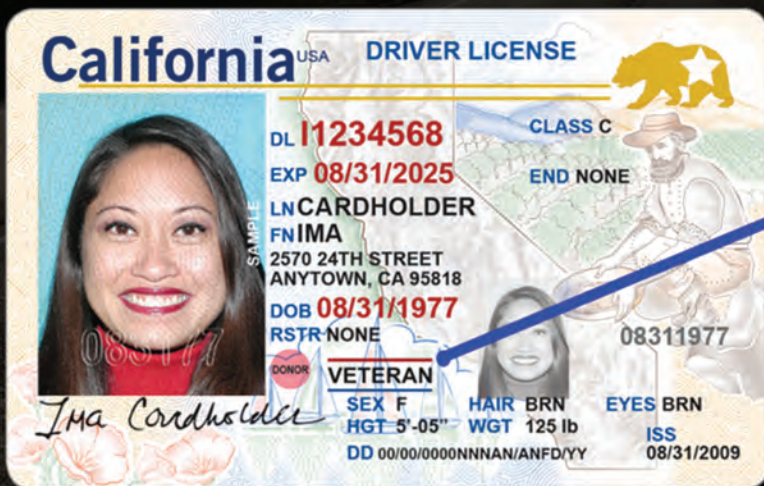 California USA DRIVER LICENSE
DL I1234568 CLASS C
EXP 08/31/2025 END NONE
LN CARDHOLDER
FN IMA
2570 24TH STREET
ANYTOWN, CA 95818
DOB 08/31/1977
RSTR NONE 08311977
SAMPLE
083177
DONOR VETERAN
Ima Cardholder
SEX F HAIR BRN EYES BRN
HGT 5'-05" WGT 125 lb ISS
DD 00/00/0000NNNAN/ANFD/YY 08/31/2009